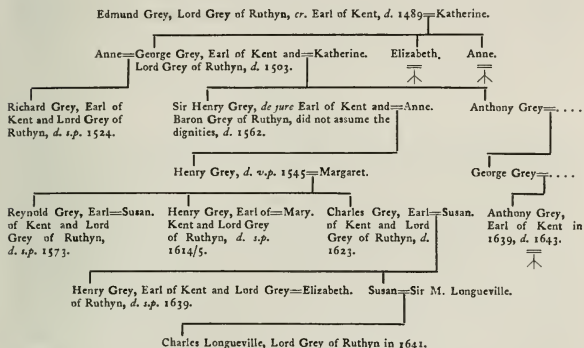 Edmund Grey, Lord Grey of Ruthyn, cr. Earl of Kent, d. 1489=Katherine.
Anne=George Grey, Earl of Kent and=Katherine.
Lord Grey of Ruthyn, d. 1503.
Elizabeth.
Anne.
Richard Grey, Earl of
Kent and Lord Grey of
Ruthyn, d. s.p. 1524.
Sir Henry Grey, de jure Earl of Kent and=Anne.
Baron Grey of Ruthyn, did not assume the
dignities, d. 1562.
Anthony Grey=. . . .
Henry Grey, d. v.p. 1545=Margaret.
George Grey=. . . .
Reynold Grey, Earl=Susan.
of Kent and Lord
Grey of Ruthyn,
d. s.p. 1573.
Henry Grey, Earl of=Mary.
Kent and Lord Grey
of Ruthyn, d. s.p.
1614/5.
Charles Grey, Earl=Susan.
of Kent and Lord
Grey of Ruthyn, d.
1623.
Anthony Grey,
Earl of Kent in
1639, d. 1643.
Henry Grey, Earl of Kent and Lord Grey=Elizabeth.
of Ruthyn, d. s.p. 1639.
Susan=Sir M. Longueville.
Charles Longueville, Lord Grey of Ruthyn in 1641.